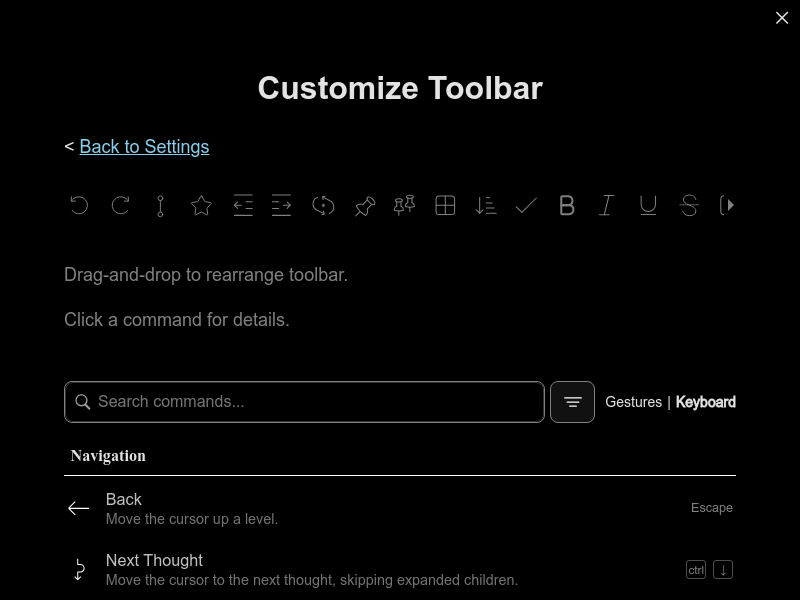 Customize Toolbar
< Back to Settings
Drag-and-drop to rearrange toolbar.
Click a command for details.
Search commands...
Gestures | Keyboard
Navigation
Back
Move the cursor up a level.
Escape
Next Thought
Move the cursor to the next thought, skipping expanded children.
ctrl ↓